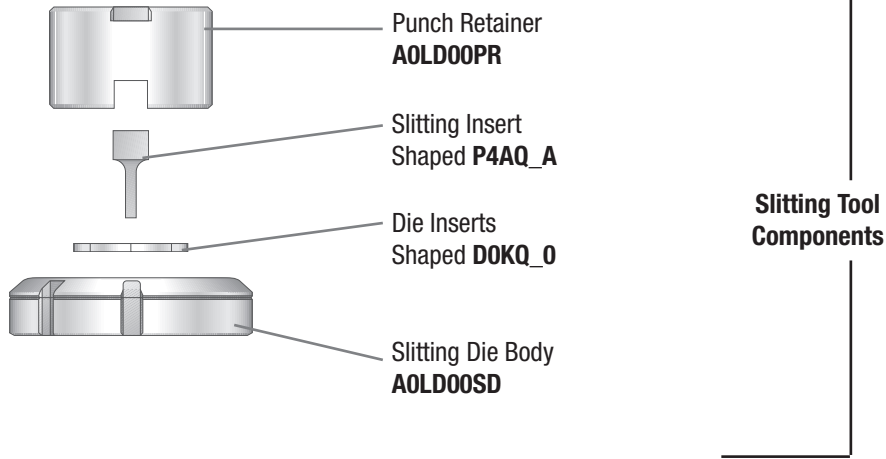 Punch Retainer
A0LD00PR
Slitting Insert
Shaped P4AQ_A
Die Inserts
Shaped D0KQ_0
Slitting Die Body
A0LD00SD
Slitting Tool
Components